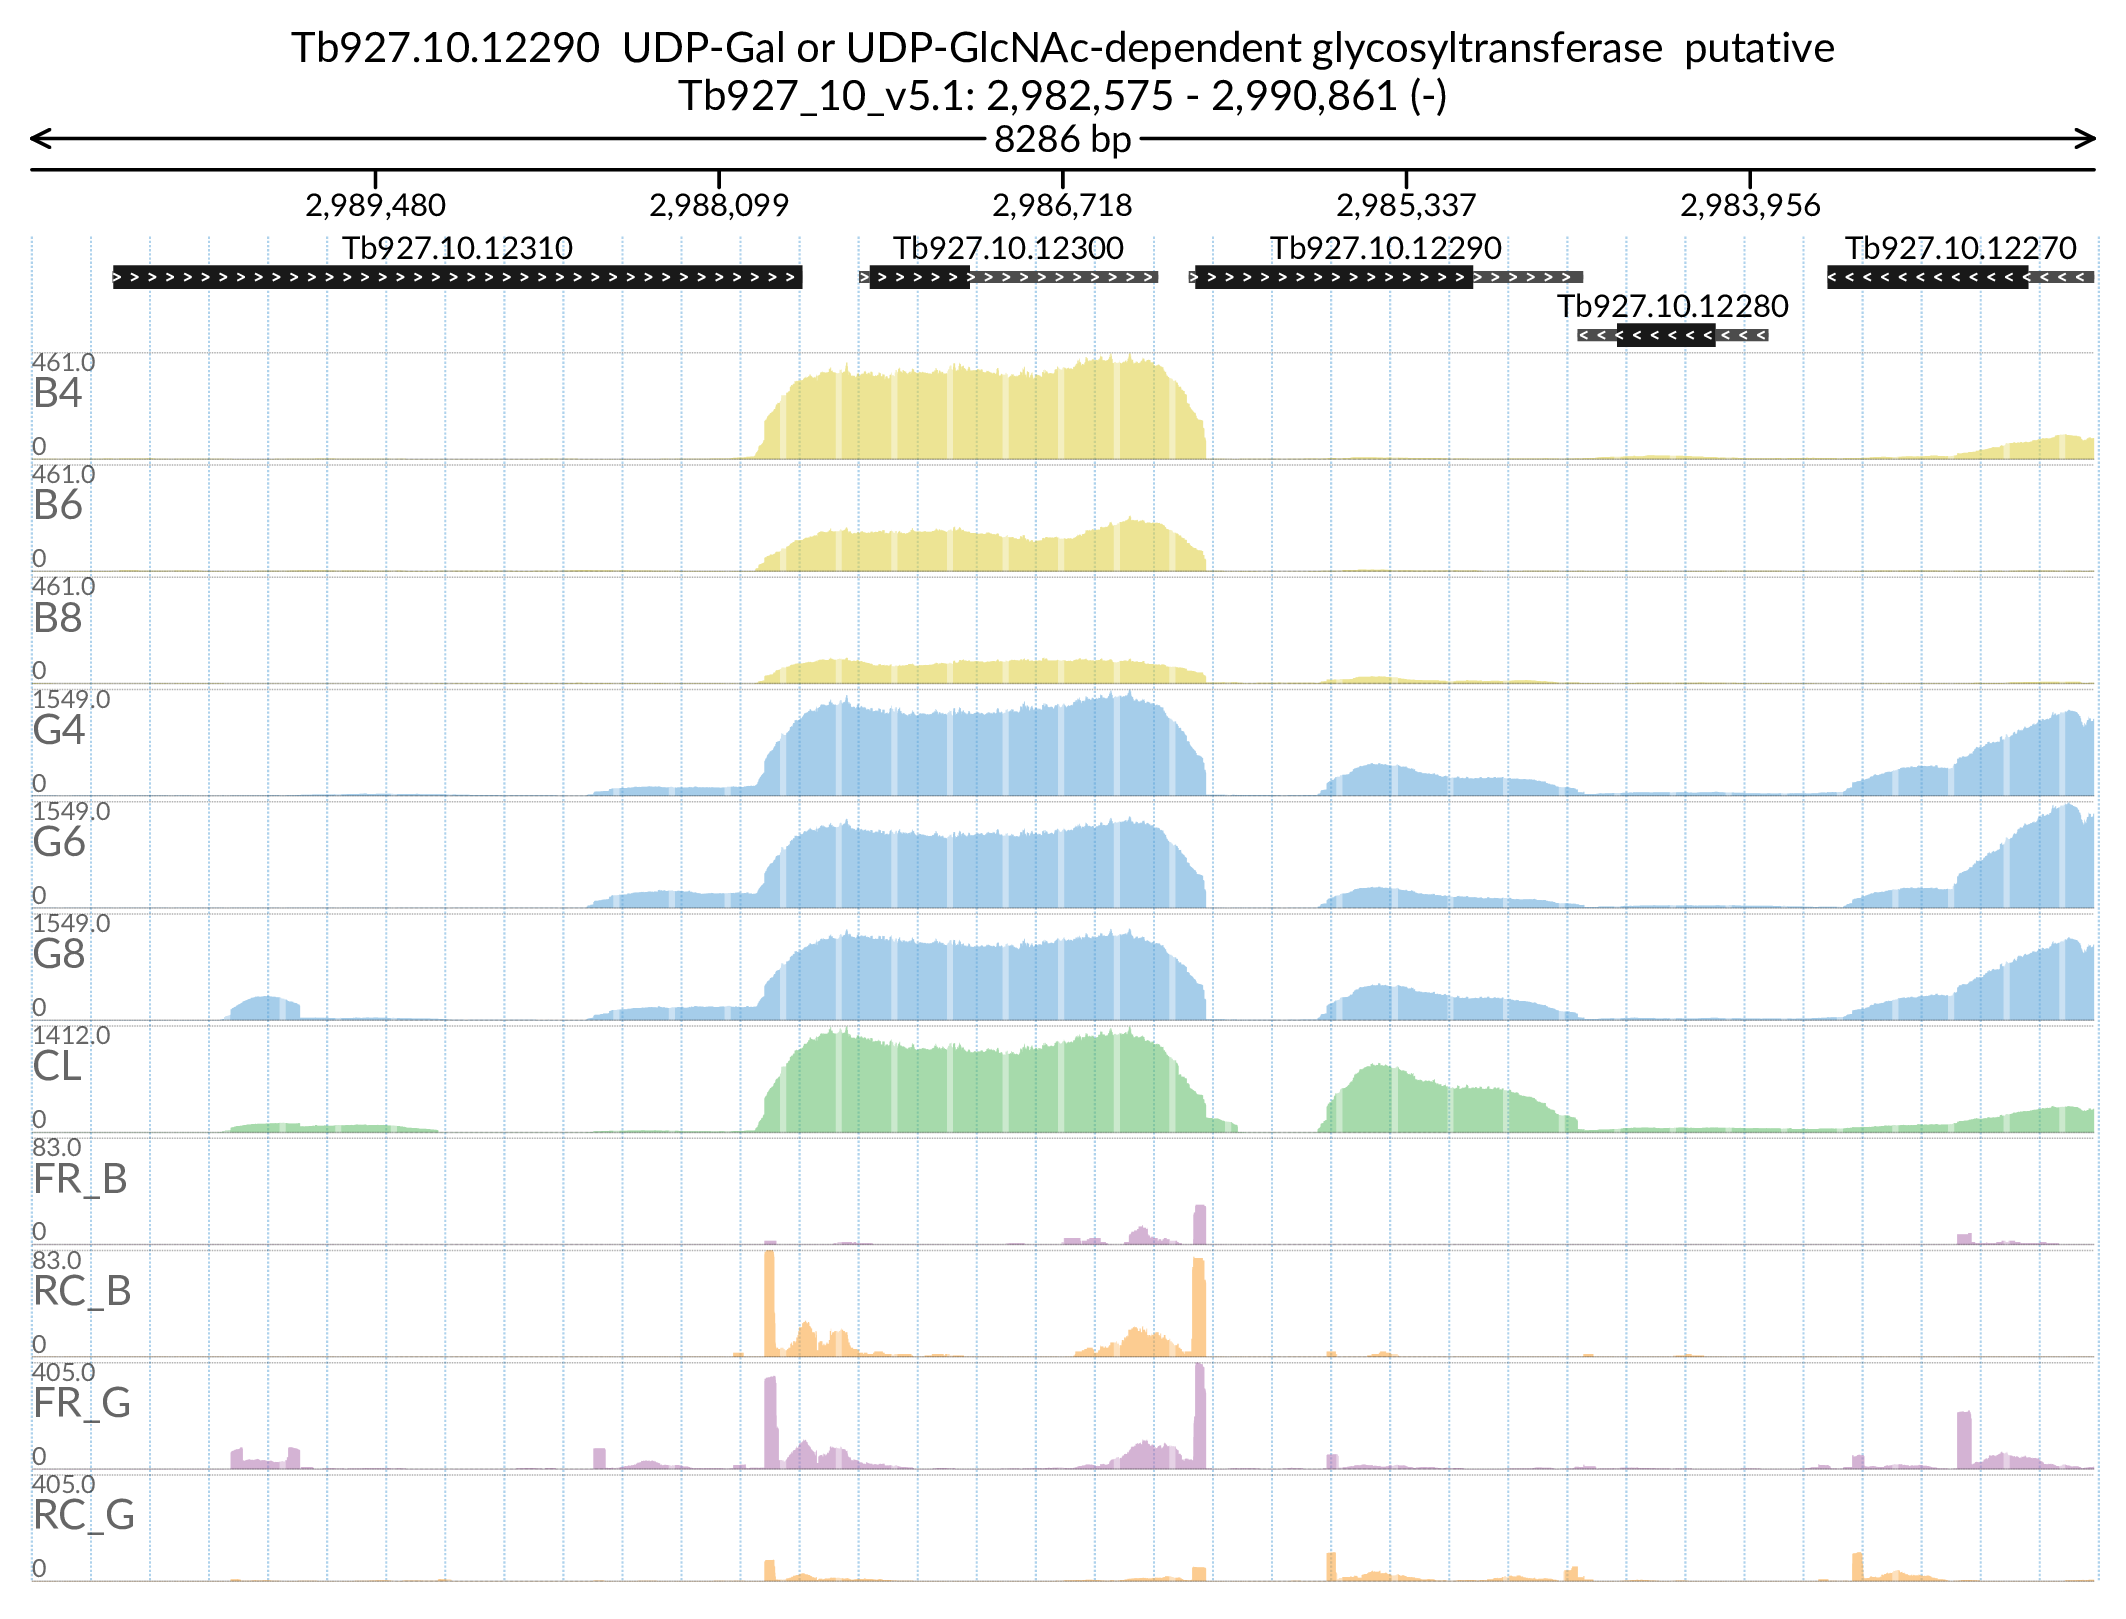 Tb927.10.12290  UDP-Gal or UDP-GlcNAc-dependent glycosyltransferase  putative
Tb927_10_v5.1: 2,982,575 - 2,990,861 (-)
8286 bp
2,989,480 2,988,099 2,986,718 2,985,337 2,983,956
Tb927.10.12310 Tb927.10.12300 Tb927.10.12290 Tb927.10.12270
Tb927.10.12280
461.0
B4
0
461.0
B6
0
461.0
B8
0
1549.0
G4
0
1549.0
G6
0
1549.0
G8
0
1412.0
CL
0
83.0
FR_B
0
83.0
RC_B
0
405.0
FR_G
0
405.0
RC_G
0